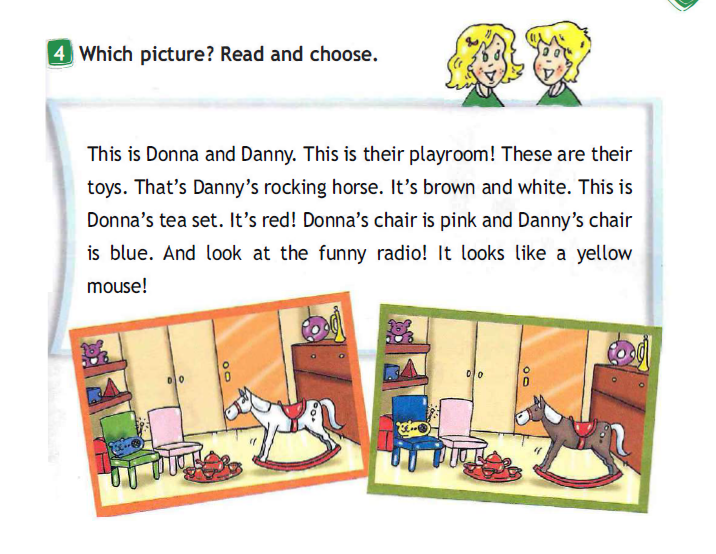 4 Which picture? Read and choose.
This is Donna and Danny. This is their playroom! These are their
toys. That's Danny's rocking horse. It's brown and white. This is
Donna's tea set. It's red! Donna's chair is pink and Danny's chair
is blue. And look at the funny radio! It looks like a yellow
mouse!